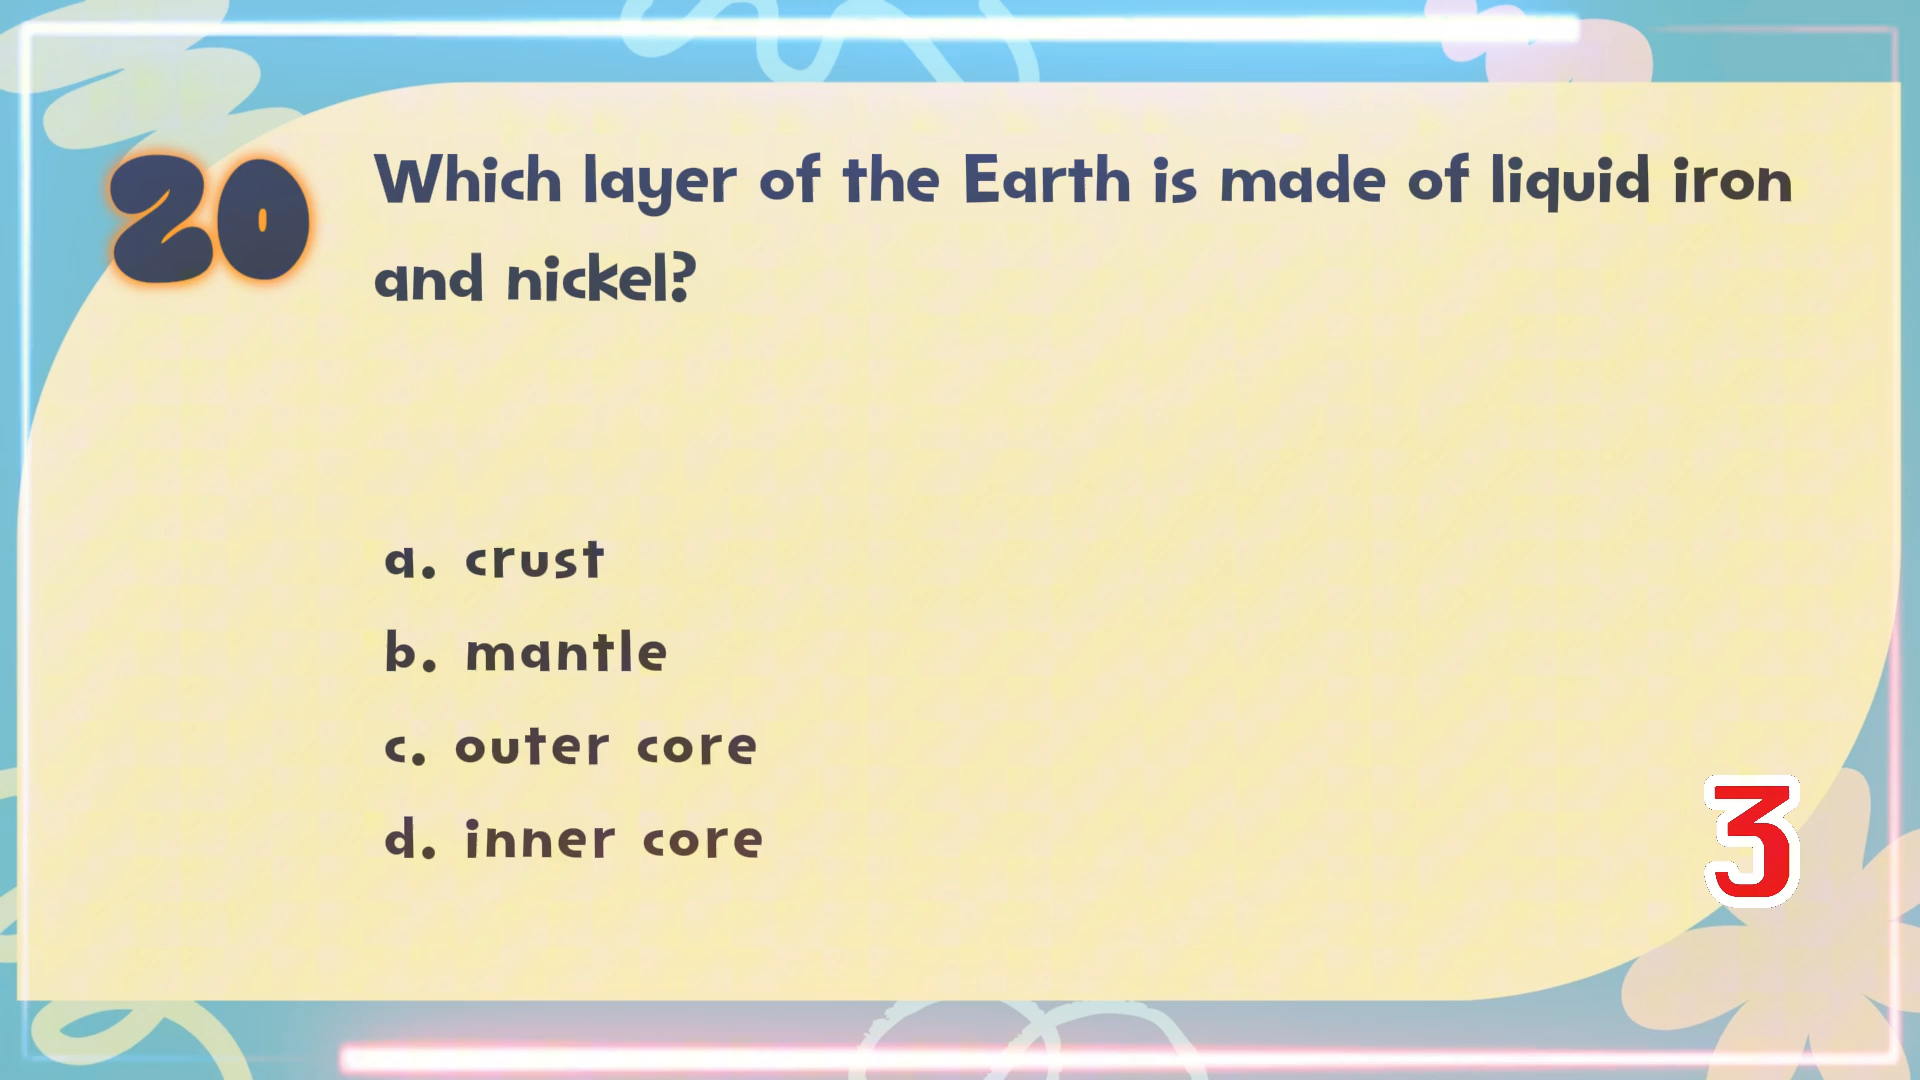 20
Which layer of the Earth is made of liquid iron
and nickel?
a. crust
b. mantle
c. outer core
d. inner core
3